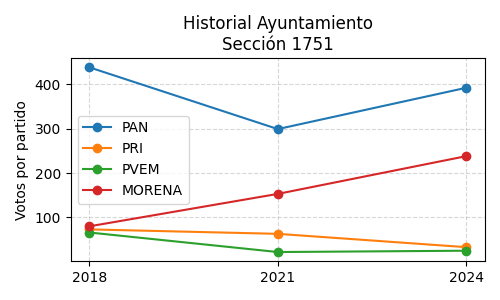 Historial Ayuntamiento
Sección 1751
Votos por partido
400
300
200
100
PAN
PRI
PVEM
MORENA
2018
2021
2024